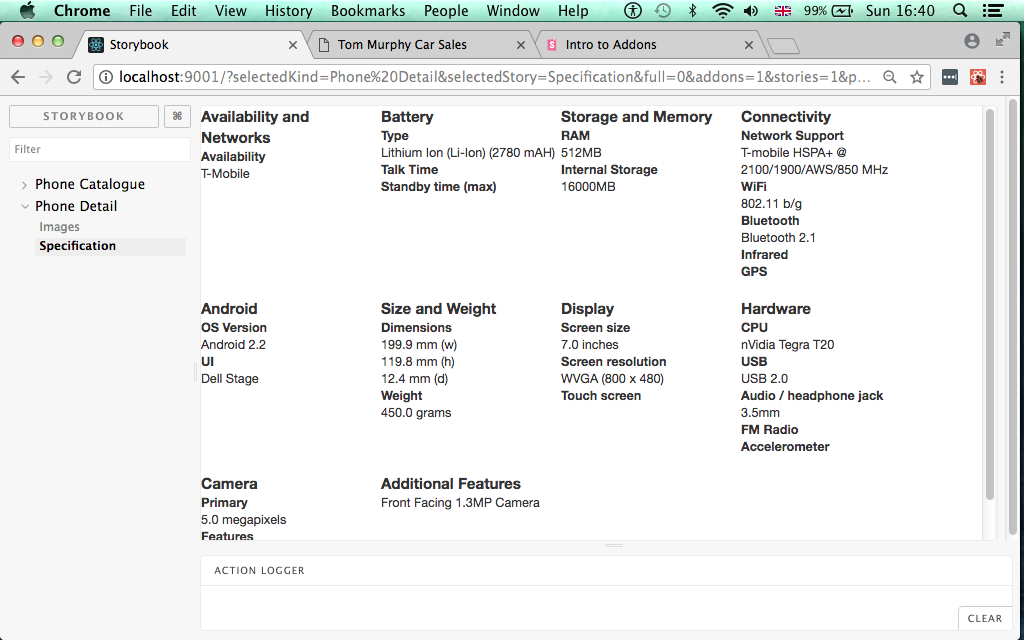 Chrome File Edit View History Bookmarks People Window Help 99% Sun 16:40
Storybook
Tom Murphy Car Sales
Intro to Addons
localhost:9001/?selectedKind=Phone%20Detail&selectedStory=Specification&full=0&addons=1&stories=1&p...
STORYBOOK
⌘
Filter
Phone Catalogue
Phone Detail
Images
Specification
Availability and
Networks
Availability
T-Mobile
Battery
Type
Lithium Ion (Li-Ion) (2780 mAH)
Talk Time
Standby time (max)
Storage and Memory
RAM
512MB
Internal Storage
16000MB
Connectivity
Network Support
T-mobile HSPA+ @
2100/1900/AWS/850 MHz
WiFi
802.11 b/g
Bluetooth
Bluetooth 2.1
Infrared
GPS
Android
OS Version
Android 2.2
UI
Dell Stage
Size and Weight
Dimensions
199.9 mm (w)
119.8 mm (h)
12.4 mm (d)
Weight
450.0 grams
Display
Screen size
7.0 inches
Screen resolution
WVGA (800 x 480)
Touch screen
Hardware
CPU
nVidia Tegra T20
USB
USB 2.0
Audio / headphone jack
3.5mm
FM Radio
Accelerometer
Camera
Primary
5.0 megapixels
Features
Additional Features
Front Facing 1.3MP Camera
ACTION LOGGER
CLEAR